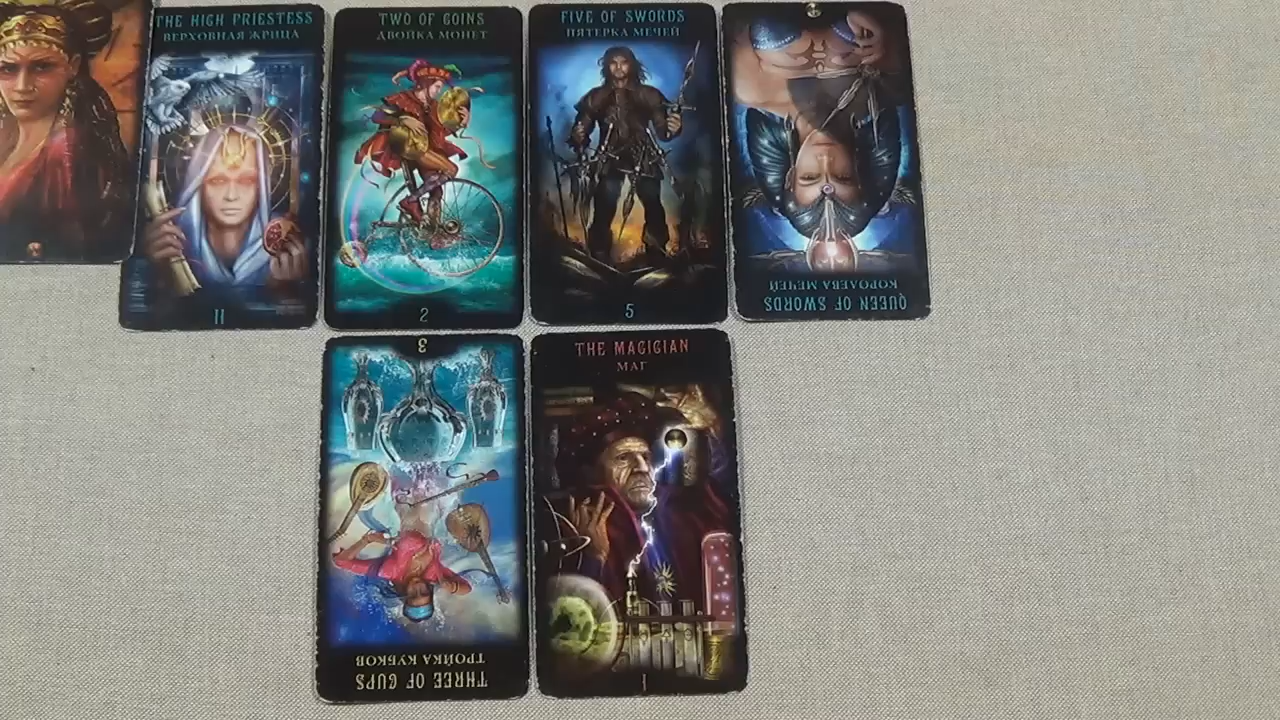 THE HIGH PRIESTESS
ВЕРХОВНАЯ ЖРИЦА
II
TWO OF COINS
ДВОЙКА МОНЕТ
2
FIVE OF SWORDS
ПЯТЕРКА МЕЧЕЙ
5
QUEEN OF SWORDS
КОРОЛЕВА МЕЧЕЙ
THREE OF CUPS
ТРОЙКА КУБКОВ
3
THE MAGICIAN
МАГ
I